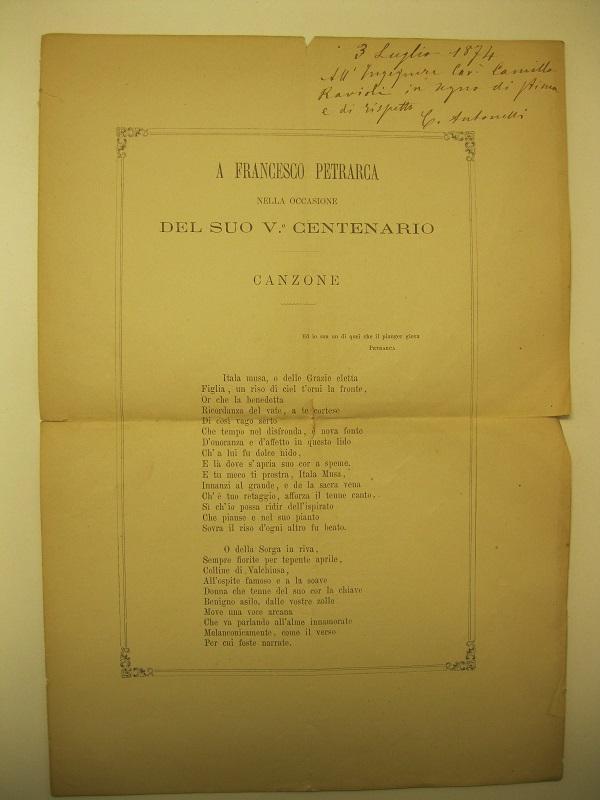 3 Luglio 1874
All' Ingegnere Cav. Camillo
Ravioli in segno di stima
e di rispetto
C. Antonelli
A FRANCESCO PETRARCA
NELLA OCCASIONE
DEL SUO V.° CENTENARIO
CANZONE
Ed io son un di quei che il pianger giova
PETRARCA
Itala musa, o delle Grazie eletta
Figlia, un riso di ciel t'orni la fronte,
Or che la benedetta
Ricordanza del vate, a te cortese
Di così vago serto
Che tempo nel disfronda, è nova fonte
D'onoranza e d'affetto in questo lido
Ch'a lui fu dolce nido,
E là dove s'apria suo cor a speme.
E tu meco ti prostra, Itala Musa,
Innanzi al grande, e de la sacra vena
Ch'è tuo retaggio, afforza il tenue canto,
Sì ch'io possa ridir dell'ispirato
Che pianse e nel suo pianto
Sovra il riso d'ogni altro fu beato.
O della Sorga in riva,
Sempre fiorite per tepente aprile,
Colline di Valchiusa,
All'ospite famoso e a la soave
Donna che tenne del suo cor la chiave
Benigno asilo, dalle vostre zolle
Move una voce arcana
Che va parlando all'alme innamorate
Melanconicamente, come il verso
Per cui foste narrate.